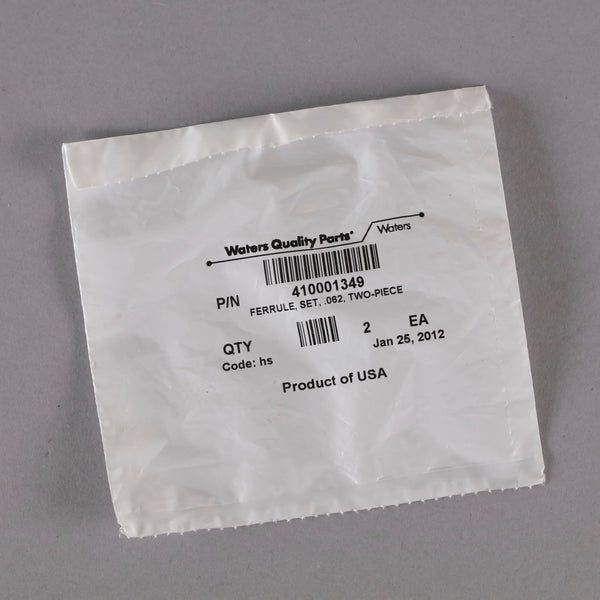 Waters Quality Parts®
Waters
P/N 410001349
FERRULE, SET, .062, TWO-PIECE
QTY 2 EA
Code: hs Jan 25, 2012
Product of USA